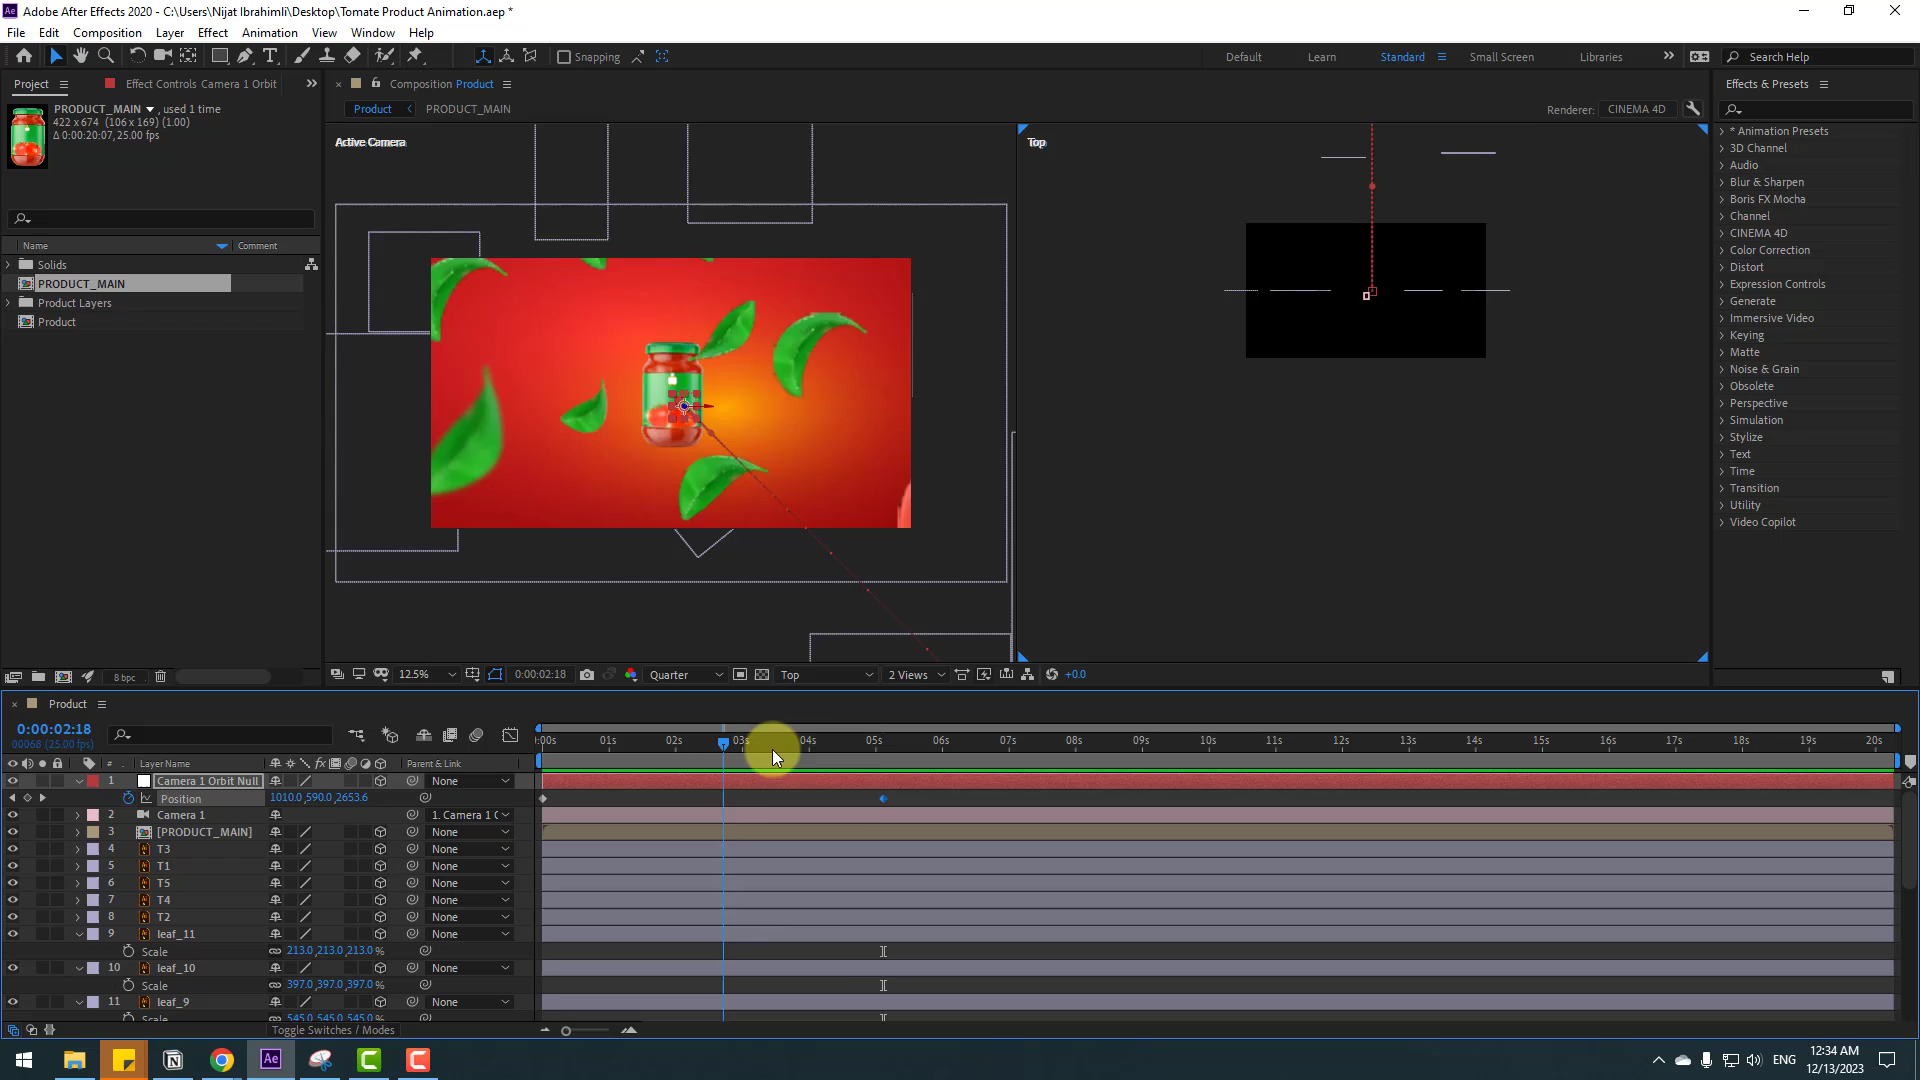 Adobe After Effects 2020 - C:\Users\Nijat Ibrahimli\Desktop\Tomate Product Animation.aep *
File Edit Composition Layer Effect Animation View Window Help
Snapping
Default Learn Standard Small Screen Libraries Search Help
Project Effect Controls Camera 1 Orbit
PRODUCT_MAIN , used 1 time
422 x 674 (106 x 169) (1.00)
Δ 0:00:20:07, 25.00 fps
Name Comment
Solids
PRODUCT_MAIN
Product Layers
Product
8 bpc
Composition Product
Product PRODUCT_MAIN
Renderer: CINEMA 4D
Active Camera
Top
12.5% 0:00:02:18 Quarter Top 2 Views +0.0
Effects & Presets
* Animation Presets
3D Channel
Audio
Blur & Sharpen
Boris FX Mocha
Channel
CINEMA 4D
Color Correction
Distort
Expression Controls
Generate
Immersive Video
Keying
Matte
Noise & Grain
Obsolete
Perspective
Simulation
Stylize
Text
Time
Transition
Utility
Video Copilot
Product
0:00:02:18
00068 (25.00 fps)
:00s 01s 02s 03s 04s 05s 06s 07s 08s 09s 10s 11s 12s 13s 14s 15s 16s 17s 18s 19s 20s
# Layer Name Parent & Link
1 Camera 1 Orbit Null None
Position 1010.0,590.0,2653.6
2 Camera 1 1. Camera 1 O
3 [PRODUCT_MAIN] None
4 T3 None
5 T1 None
6 T5 None
7 T4 None
8 T2 None
9 leaf_11 None
Scale 213.0,213.0,213.0 %
10 leaf_10 None
Scale 397.0,397.0,397.0 %
11 leaf_9 None
Scale 545.0,545.0,545.0 %
Toggle Switches / Modes
ENG
12:34 AM
12/13/2023